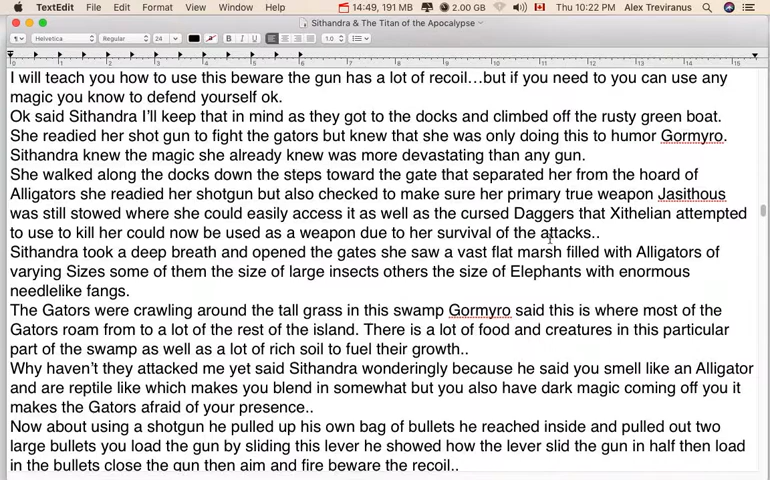 TextEdit File Edit Format View Window Help 14:49, 191 MB 2.00 GB Thu 10:22 PM Alex Treviranus
Sithandra & The Titan of the Apocalypse
¶ Helvetica Regular 24 a B I U 1.0
0 1 2 3 4 5 6 7 8 9 10 11 12 13 14 15
I will teach you how to use this beware the gun has a lot of recoil…but if you need to you can use any
magic you know to defend yourself ok.
Ok said Sithandra I’ll keep that in mind as they got to the docks and climbed off the rusty green boat.
She readied her shot gun to fight the gators but knew that she was only doing this to humor Gormyro.
Sithandra knew the magic she already knew was more devastating than any gun.
She walked along the docks down the steps toward the gate that separated her from the hoard of
Alligators she readied her shotgun but also checked to make sure her primary true weapon Jasithous
was still stowed where she could easily access it as well as the cursed Daggers that Xithelian attempted
to use to kill her could now be used as a weapon due to her survival of the attacks..
Sithandra took a deep breath and opened the gates she saw a vast flat marsh filled with Alligators of
varying Sizes some of them the size of large insects others the size of Elephants with enormous
needlelike fangs.
The Gators were crawling around the tall grass in this swamp Gormyro said this is where most of the
Gators roam from to a lot of the rest of the island. There is a lot of food and creatures in this particular
part of the swamp as well as a lot of rich soil to fuel their growth..
Why haven’t they attacked me yet said Sithandra wonderingly because he said you smell like an Alligator
and are reptile like which makes you blend in somewhat but you also have dark magic coming off you it
makes the Gators afraid of your presence..
Now about using a shotgun he pulled up his own bag of bullets he reached inside and pulled out two
large bullets you load the gun by sliding this lever he showed how the lever slid the gun in half then load
in the bullets close the gun then aim and fire beware the recoil..